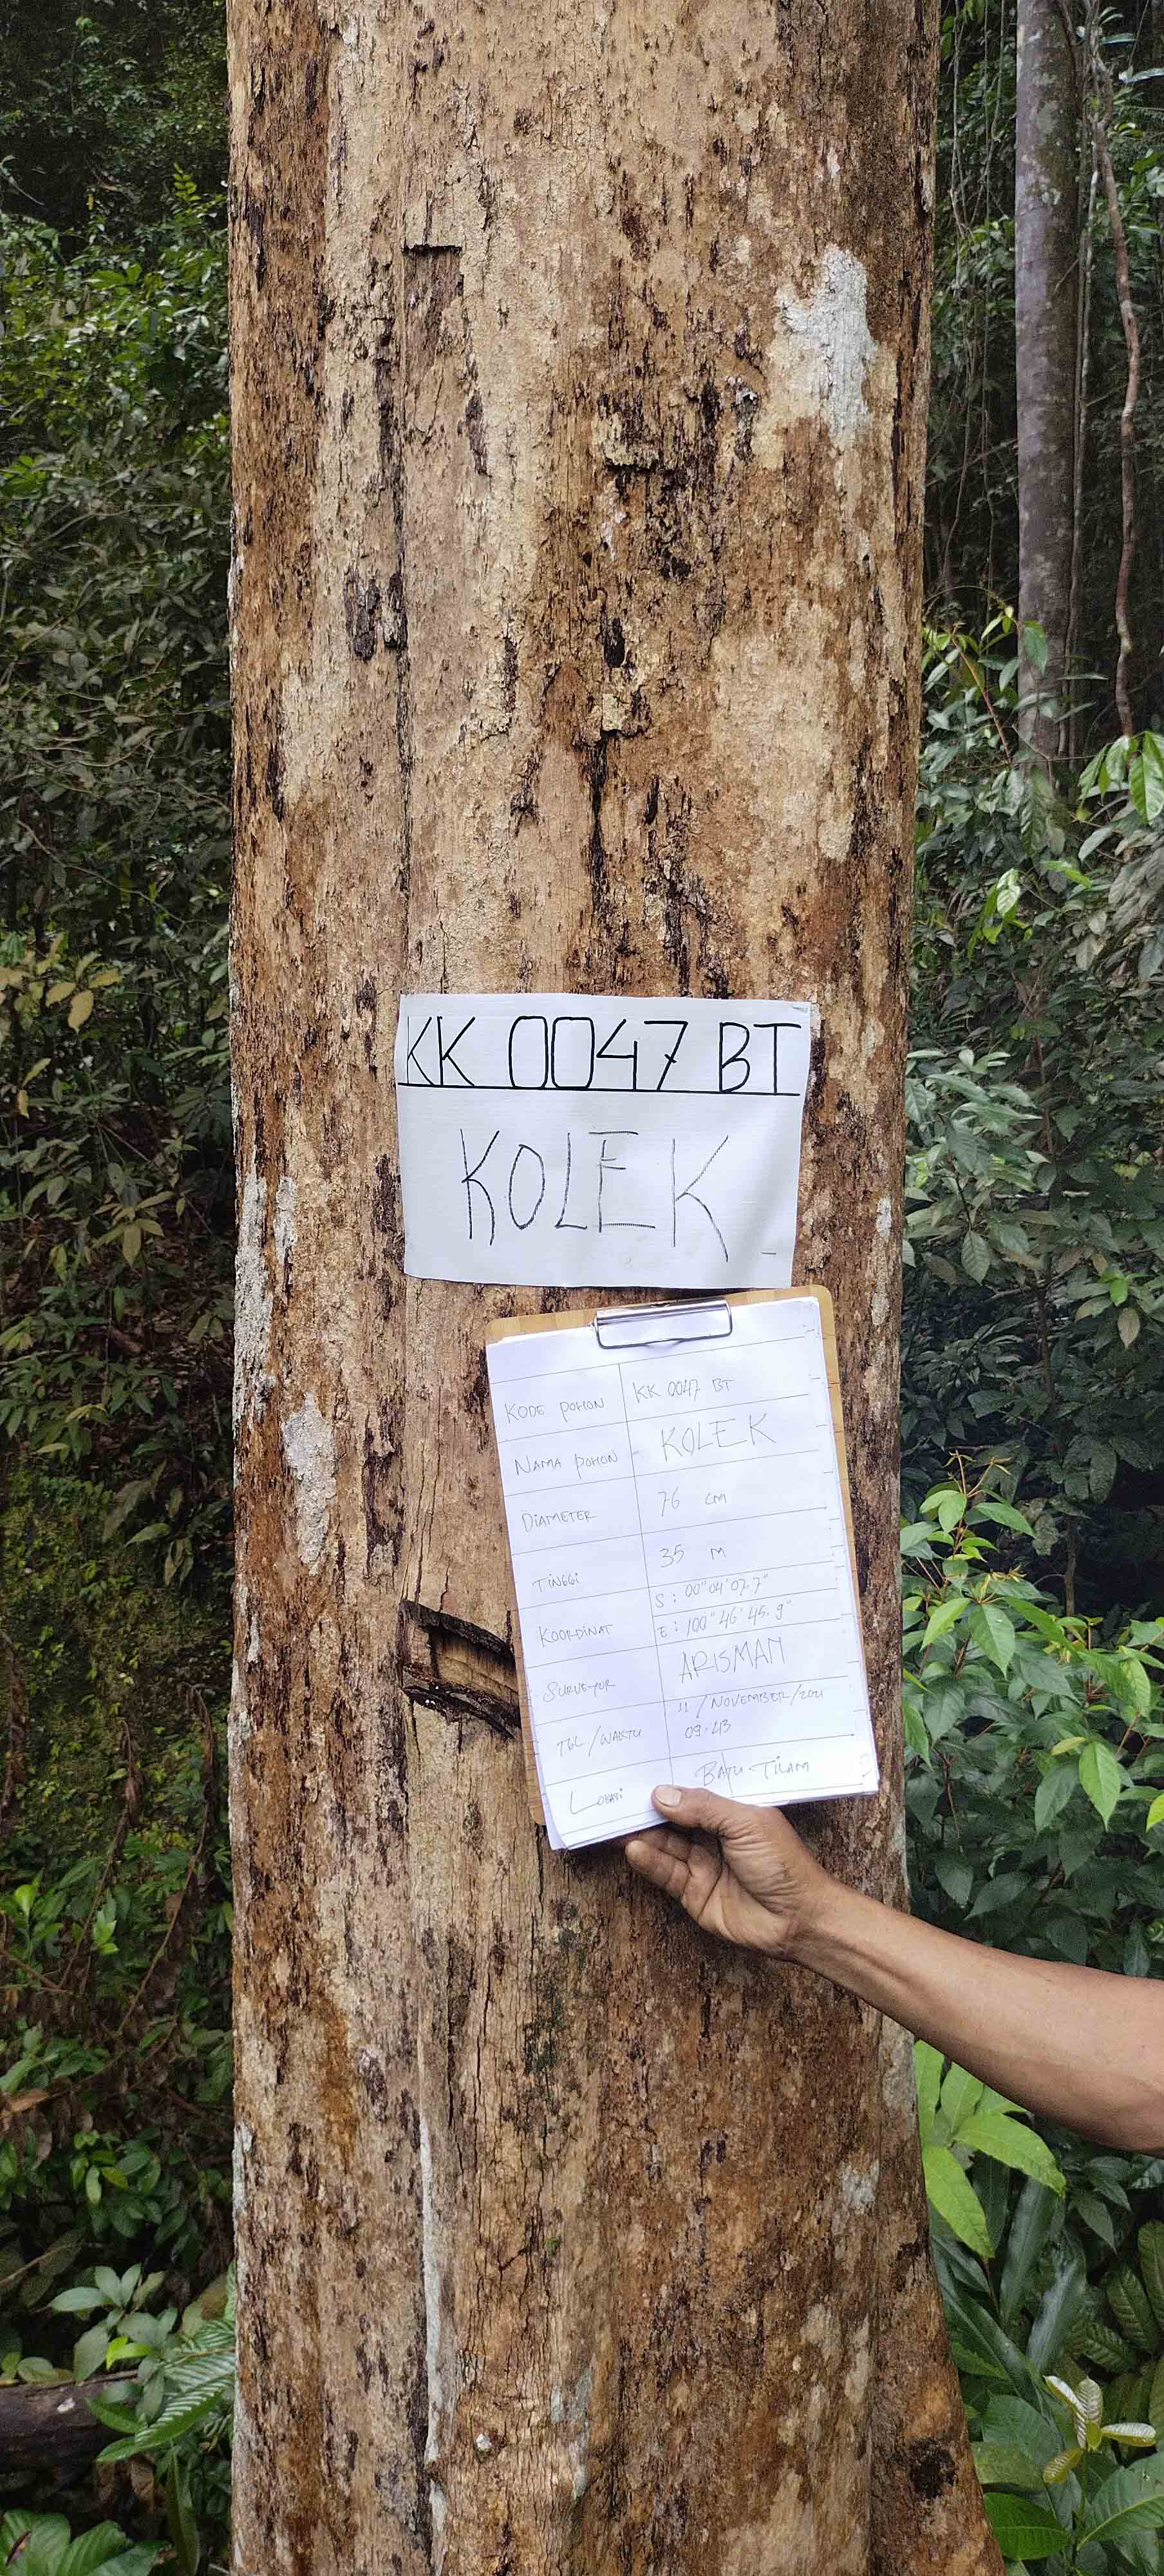 KK 0047 BT
KOLEK
KODE POHON KK 0047 BT
NAMA POHON KOLEK
DIAMETER 76 cm
TINGGI 35 M
KOORDINAT S : 00°04'07.7"
E : 100°46'45.9"
SURVEYOR ARISMAN
TGL/WAKTU 11/NOVEMBER/2021
09.43
LOKASI BATU TILAM